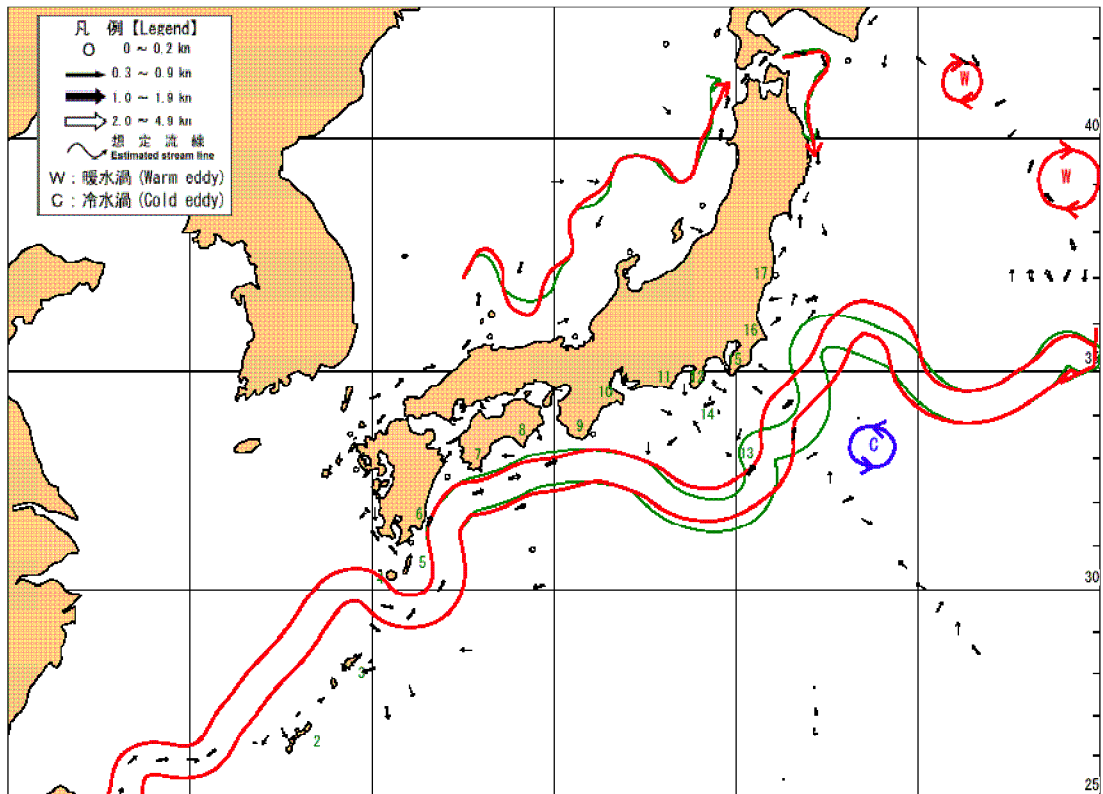 凡 例【Legend】
0 ~ 0.2 kn
0.3 ~ 0.9 kn
1.0 ~ 1.9 kn
2.0 ~ 4.9 kn
想 定 流 線
Estimated stream line
W : 暖水渦 (Warm eddy)
C : 冷水渦 (Cold eddy)
W
40
W
17
16
35
15
11
12
10
14
9
8
7
13
C
6
5
4
30
3
2
25